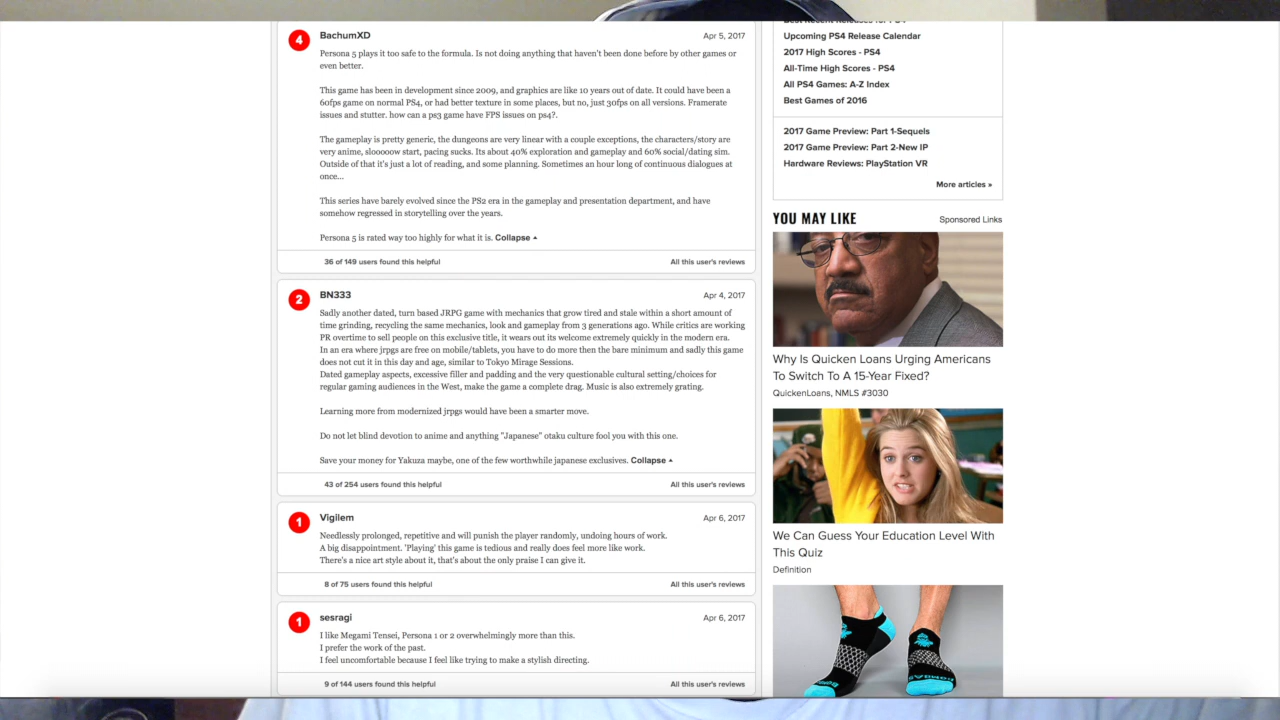 4
BachumXD
Apr 5, 2017
Persona 5 plays it too safe to the formula. Is not doing anything that haven't been done before by other games or
even better.
This game has been in development since 2009, and graphics are like 10 years out of date. It could have been a
60fps game on normal PS4, or had better texture in some places, but no, just 30fps on all versions. Framerate
issues and stutter. how can a ps3 game have FPS issues on ps4?.
The gameplay is pretty generic, the dungeons are very linear with a couple exceptions, the characters/story are
very anime, slooooow start, pacing sucks. Its about 40% exploration and gameplay and 60% social/dating sim.
Outside of that it's just a lot of reading, and some planning. Sometimes an hour long of continuous dialogues at
once...
This series have barely evolved since the PS2 era in the gameplay and presentation department, and have
somehow regressed in storytelling over the years.
Persona 5 is rated way too highly for what it is. Collapse
36 of 149 users found this helpful
All this user's reviews
2
BN333
Apr 4, 2017
Sadly another dated, turn based JRPG game with mechanics that grow tired and stale within a short amount of
time grinding, recycling the same mechanics, look and gameplay from 3 generations ago. While critics are working
PR overtime to sell people on this exclusive title, it wears out its welcome extremely quickly in the modern era.
In an era where jrpgs are free on mobile/tablets, you have to do more then the bare minimum and sadly this game
does not cut it in this day and age, similar to Tokyo Mirage Sessions.
Dated gameplay aspects, excessive filler and padding and the very questionable cultural setting/choices for
regular gaming audiences in the West, make the game a complete drag. Music is also extremely grating.
Learning more from modernized jrpgs would have been a smarter move.
Do not let blind devotion to anime and anything "Japanese" otaku culture fool you with this one.
Save your money for Yakuza maybe, one of the few worthwhile japanese exclusives. Collapse
43 of 254 users found this helpful
All this user's reviews
1
Vigilem
Apr 6, 2017
Needlessly prolonged, repetitive and will punish the player randomly, undoing hours of work.
A big disappointment. 'Playing' this game is tedious and really does feel more like work.
There's a nice art style about it, that's about the only praise I can give it.
8 of 75 users found this helpful
All this user's reviews
1
sesragi
Apr 6, 2017
I like Megami Tensei, Persona 1 or 2 overwhelmingly more than this.
I prefer the work of the past.
I feel uncomfortable because I feel like trying to make a stylish directing.
9 of 144 users found this helpful
All this user's reviews
Best Recent Releases for PS4
Upcoming PS4 Release Calendar
2017 High Scores - PS4
All-Time High Scores - PS4
All PS4 Games: A-Z Index
Best Games of 2016
2017 Game Preview: Part 1-Sequels
2017 Game Preview: Part 2-New IP
Hardware Reviews: PlayStation VR
More articles »
YOU MAY LIKE
Sponsored Links
Why Is Quicken Loans Urging Americans
To Switch To A 15-Year Fixed?
QuickenLoans, NMLS #3030
We Can Guess Your Education Level With
This Quiz
Definition